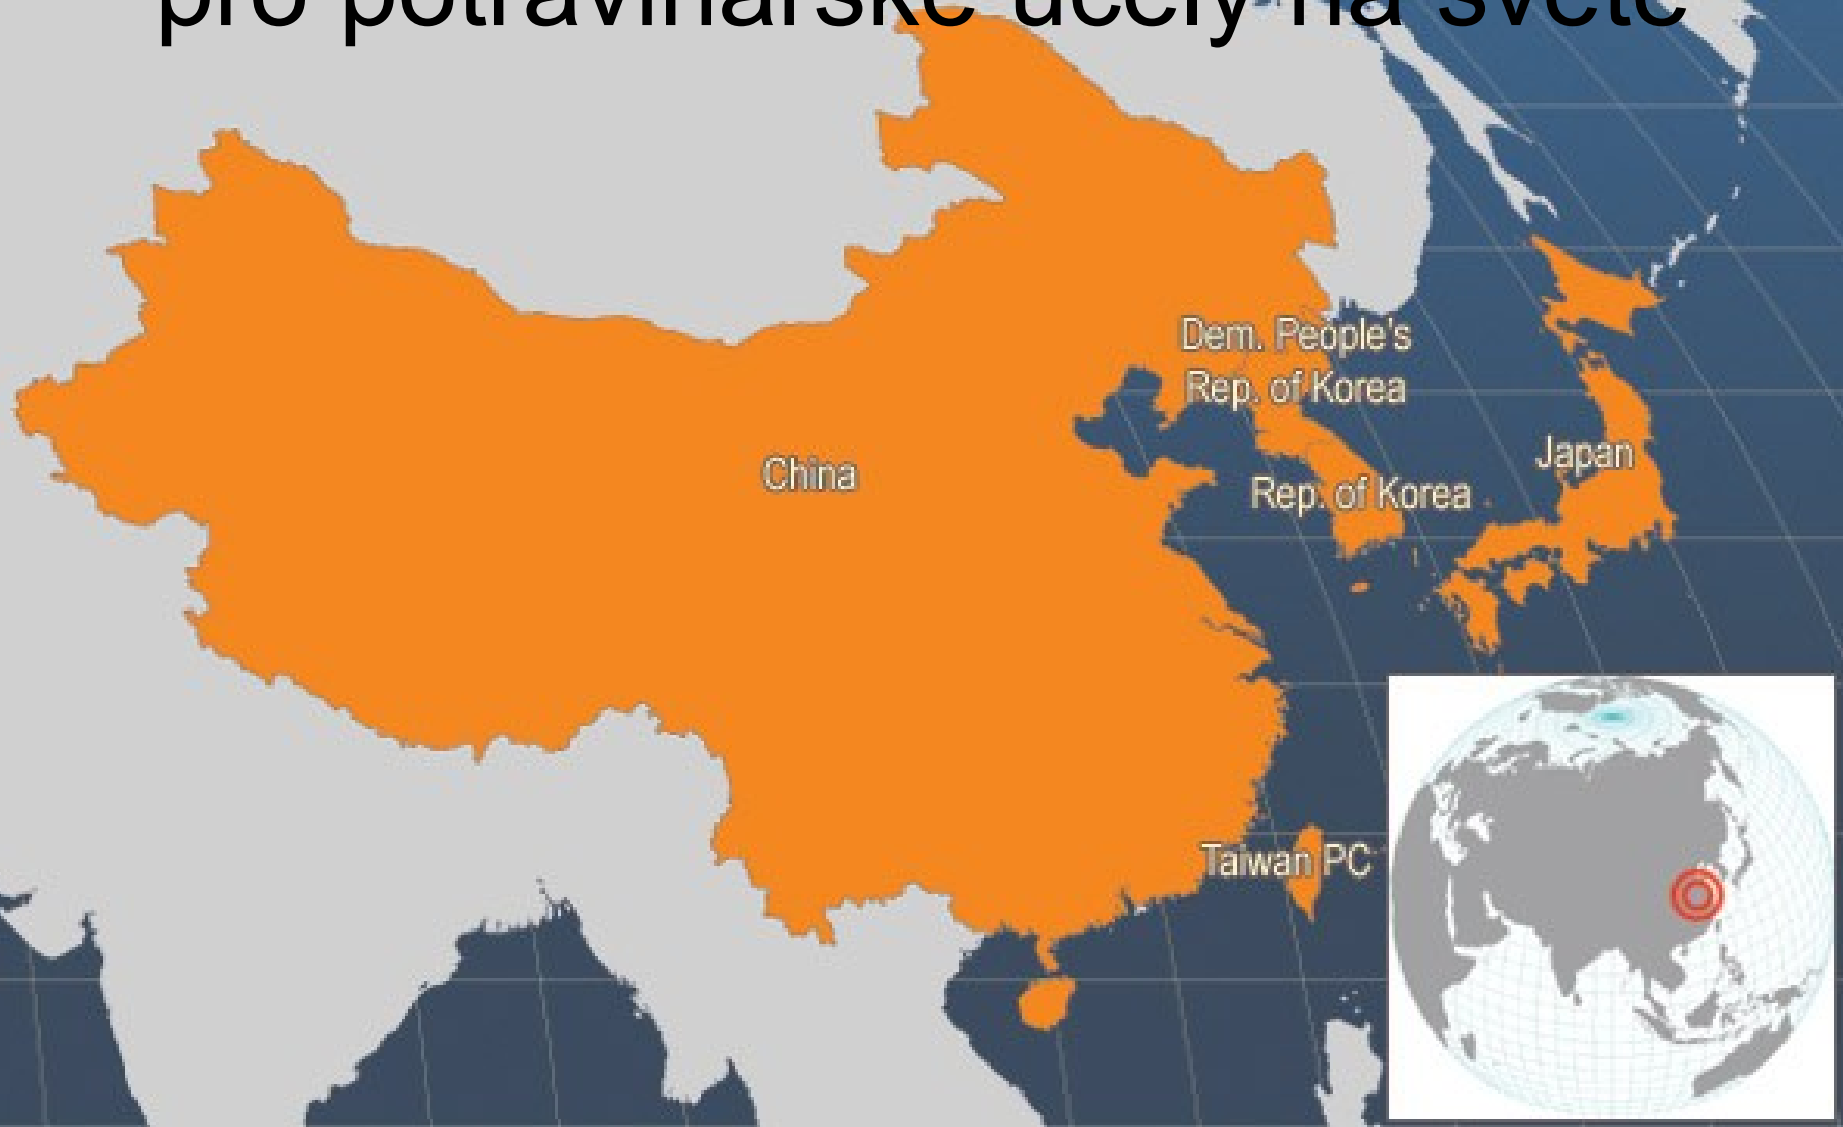 pro potravinářské účely na světě
Dem. People's
Rep. of Korea
Japan
China
Rep. of Korea
Taiwan PC